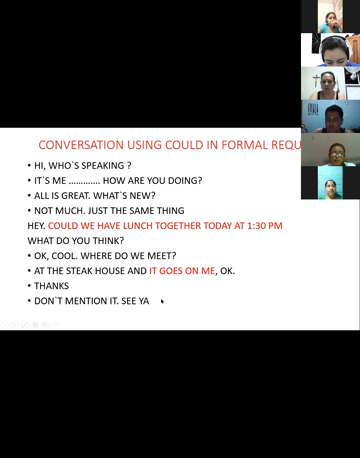 CONVERSATION USING COULD IN FORMAL REQU
• HI, WHO`S SPEAKING ?
• IT`S ME …………. HOW ARE YOU DOING?
• ALL IS GREAT. WHAT`S NEW?
• NOT MUCH. JUST THE SAME THING
HEY. COULD WE HAVE LUNCH TOGETHER TODAY AT 1:30 PM
WHAT DO YOU THINK?
• OK, COOL. WHERE DO WE MEET?
• AT THE STEAK HOUSE AND IT GOES ON ME, OK.
• THANKS
• DON`T MENTION IT. SEE YA